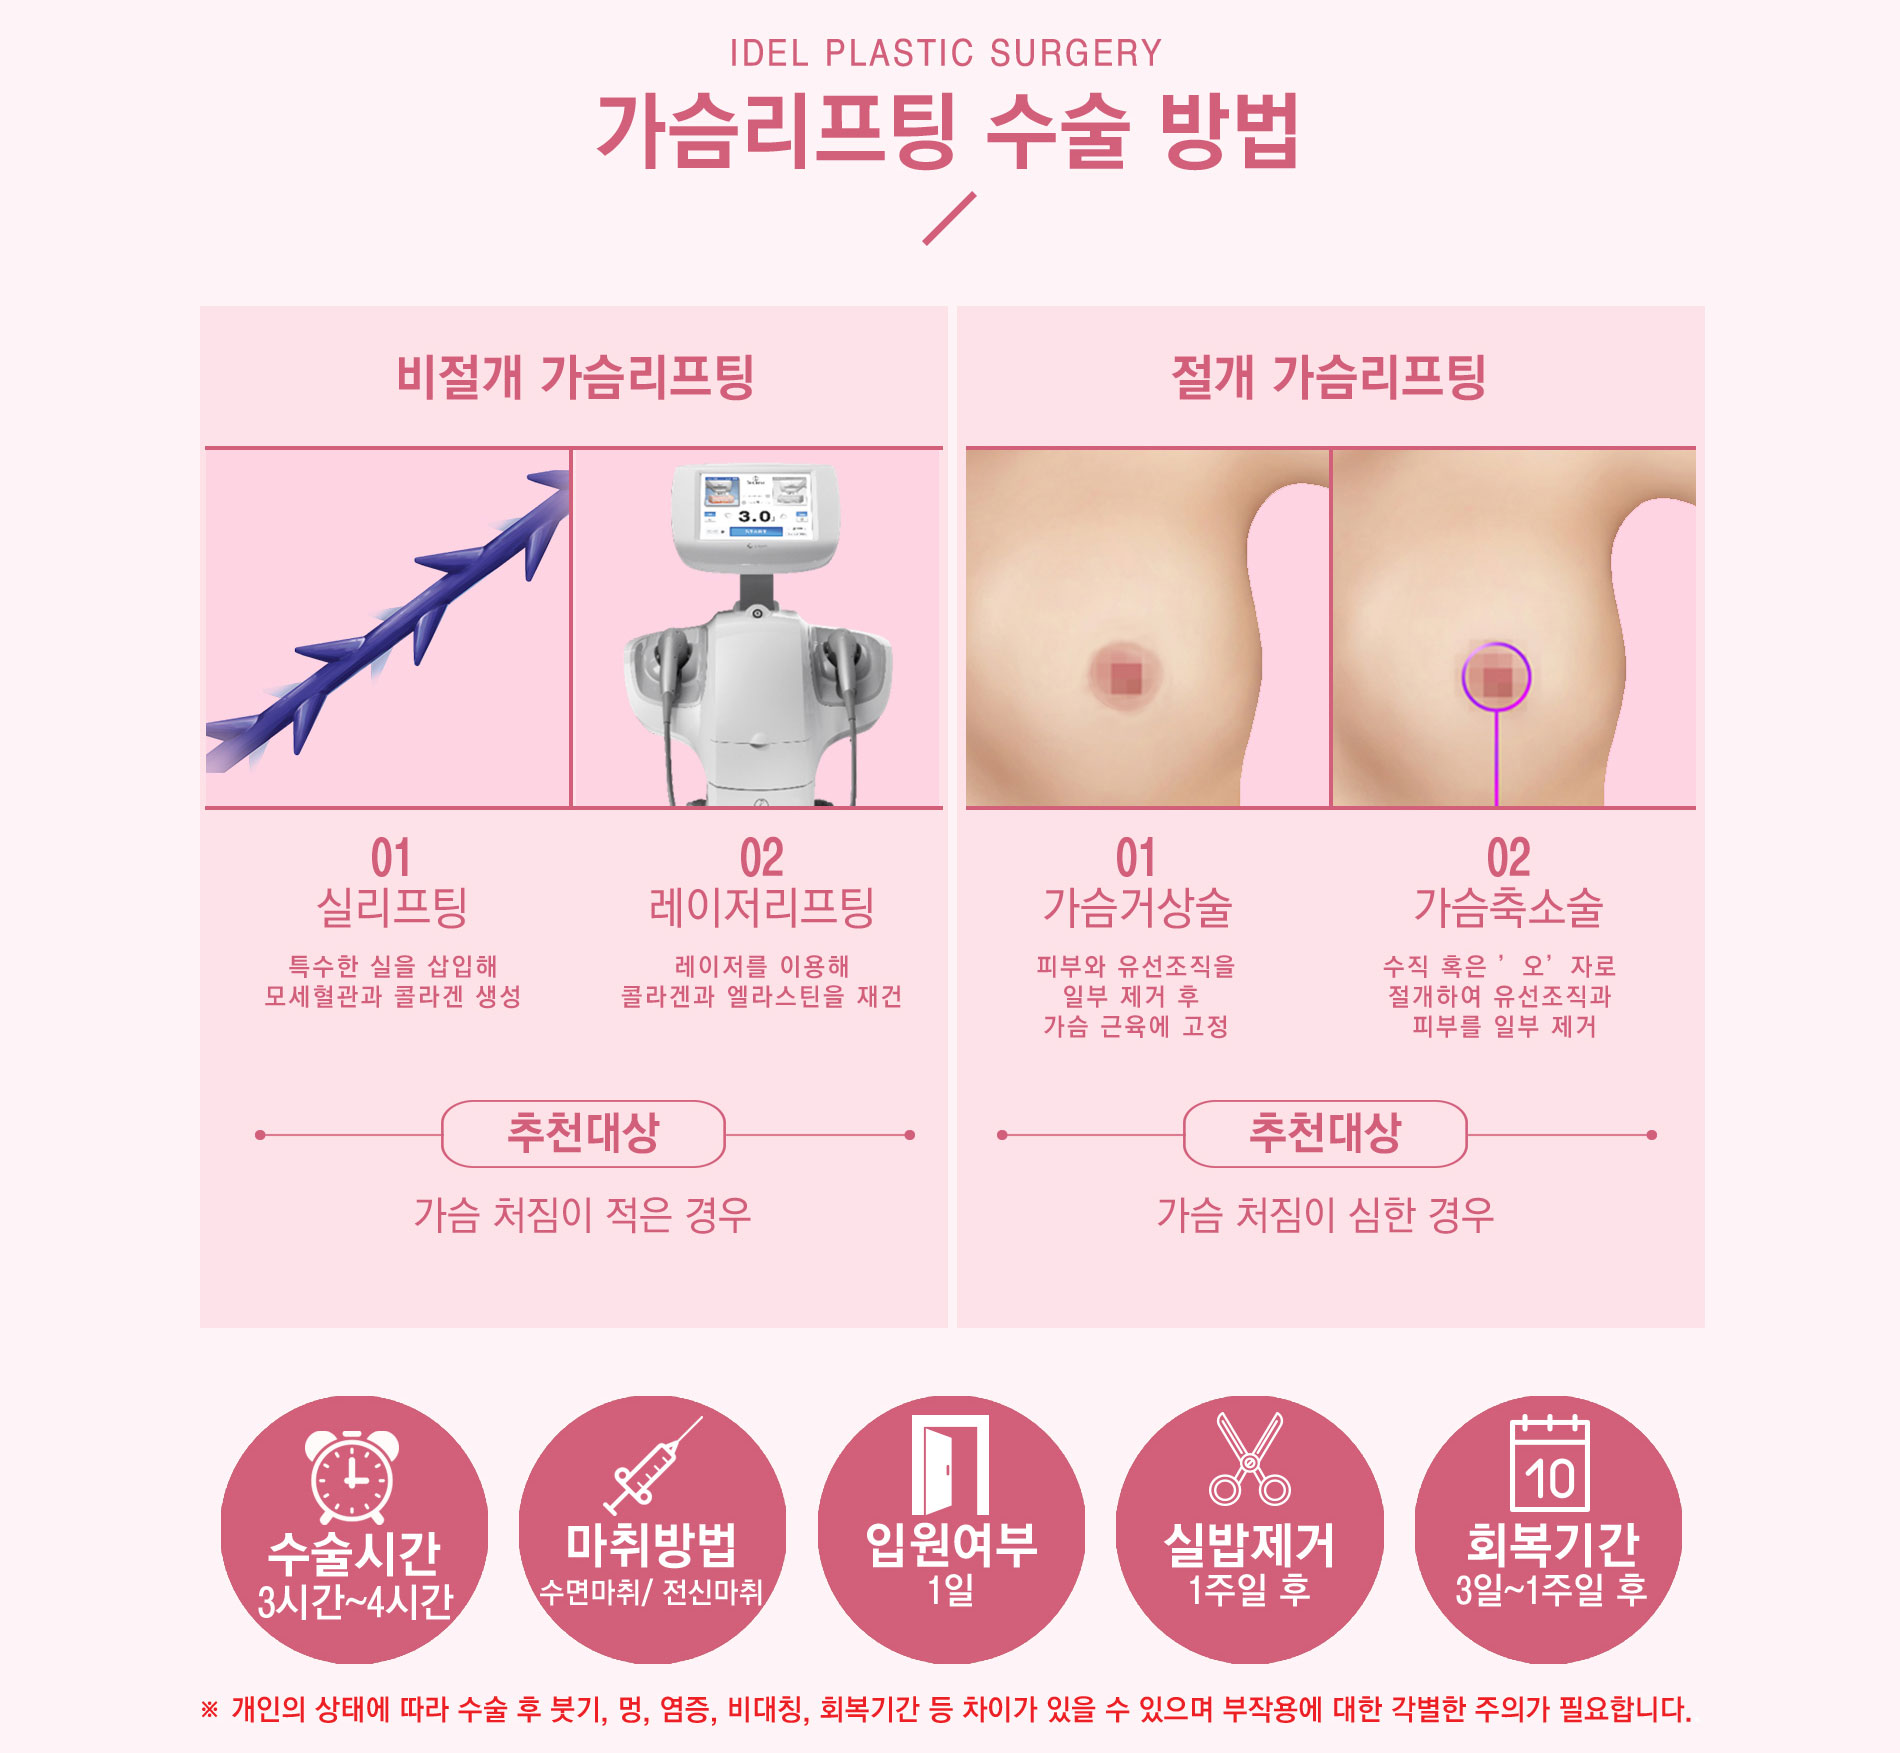 IDEL PLASTIC SURGERY
가슴리프팅 수술 방법
비절개 가슴리프팅
3.0
01
실리프팅
특수한 실을 삽입해
모세혈관과 콜라겐 생성
02
레이저리프팅
레이저를 이용해
콜라겐과 엘라스틴을 재건
추천대상
가슴 처짐이 적은 경우
절개 가슴리프팅
01
가슴거상술
피부와 유선조직을
일부 제거 후
가슴 근육에 고정
02
가슴축소술
수직 혹은 ’오’ 자로
절개하여 유선조직과
피부를 일부 제거
추천대상
가슴 처짐이 심한 경우
수술시간
3시간~4시간
마취방법
수면마취/ 전신마취
입원여부
1일
실밥제거
1주일 후
10
회복기간
3일~1주일 후
※ 개인의 상태에 따라 수술 후 붓기, 멍, 염증, 비대칭, 회복기간 등 차이가 있을 수 있으며 부작용에 대한 각별한 주의가 필요합니다.